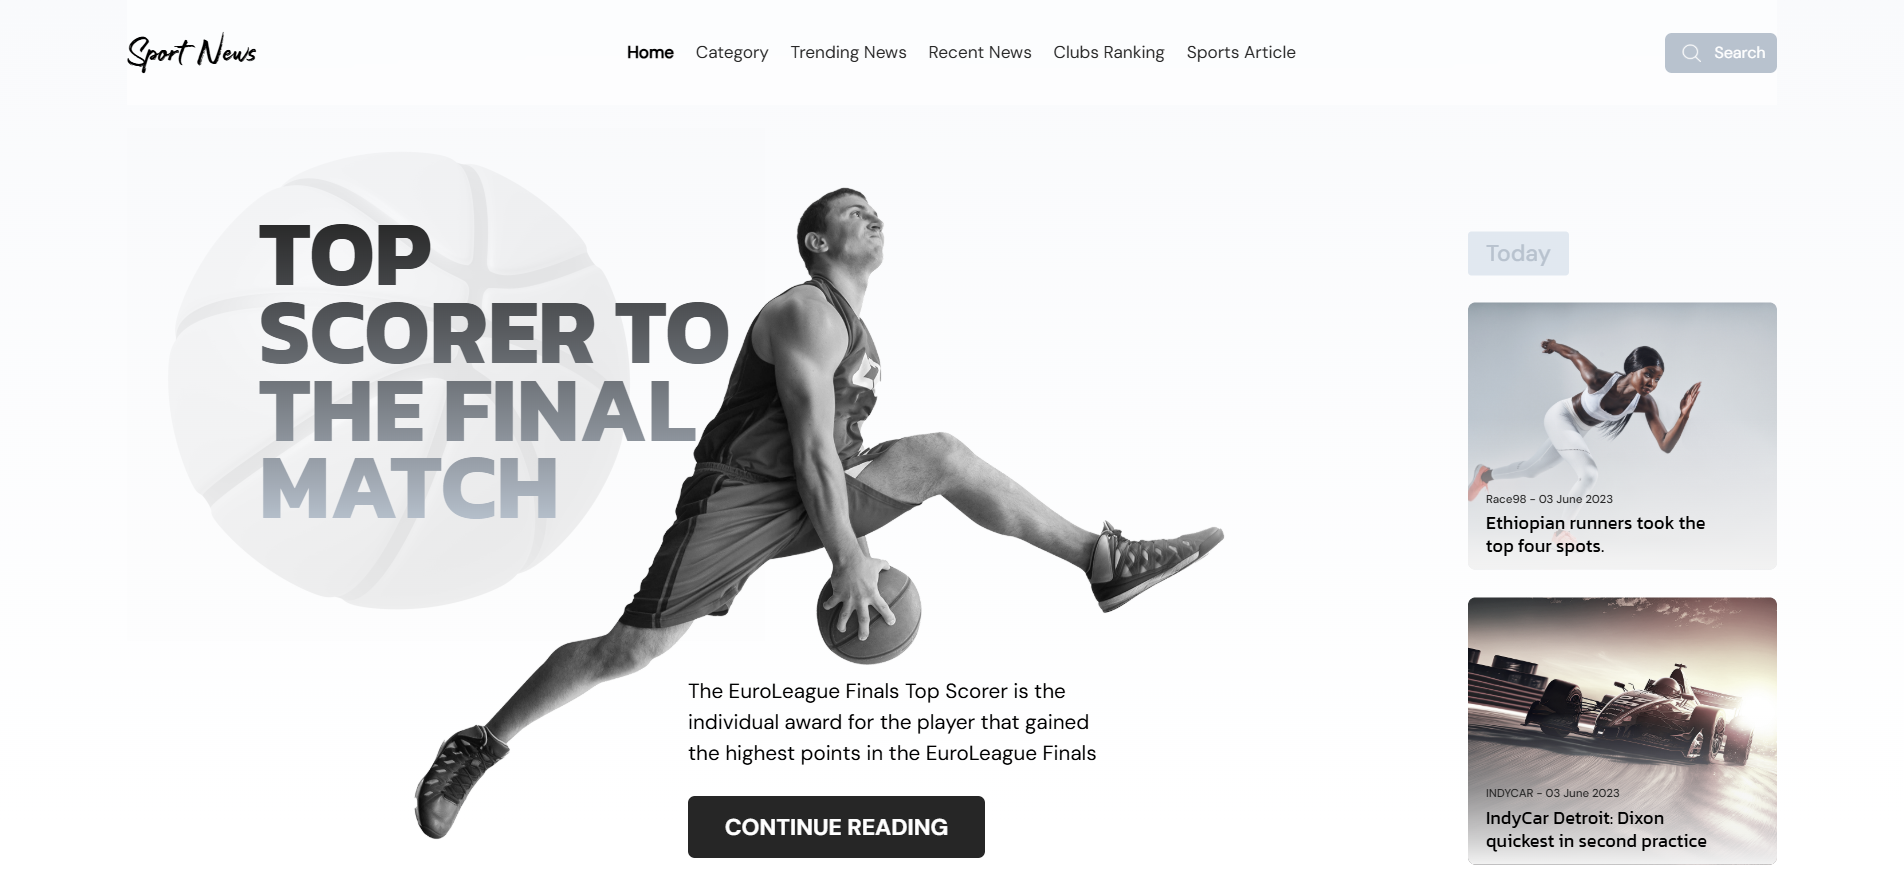 Sport News
Home
Category
Trending News
Recent News
Clubs Ranking
Sports Article
Search
TOP
SCORER TO
THE FINAL
MATCH
The EuroLeague Finals Top Scorer is the
individual award for the player that gained
the highest points in the EuroLeague Finals
CONTINUE READING
Today
Race98 - 03 June 2023
Ethiopian runners took the
top four spots.
INDYCAR - 03 June 2023
IndyCar Detroit: Dixon
quickest in second practice